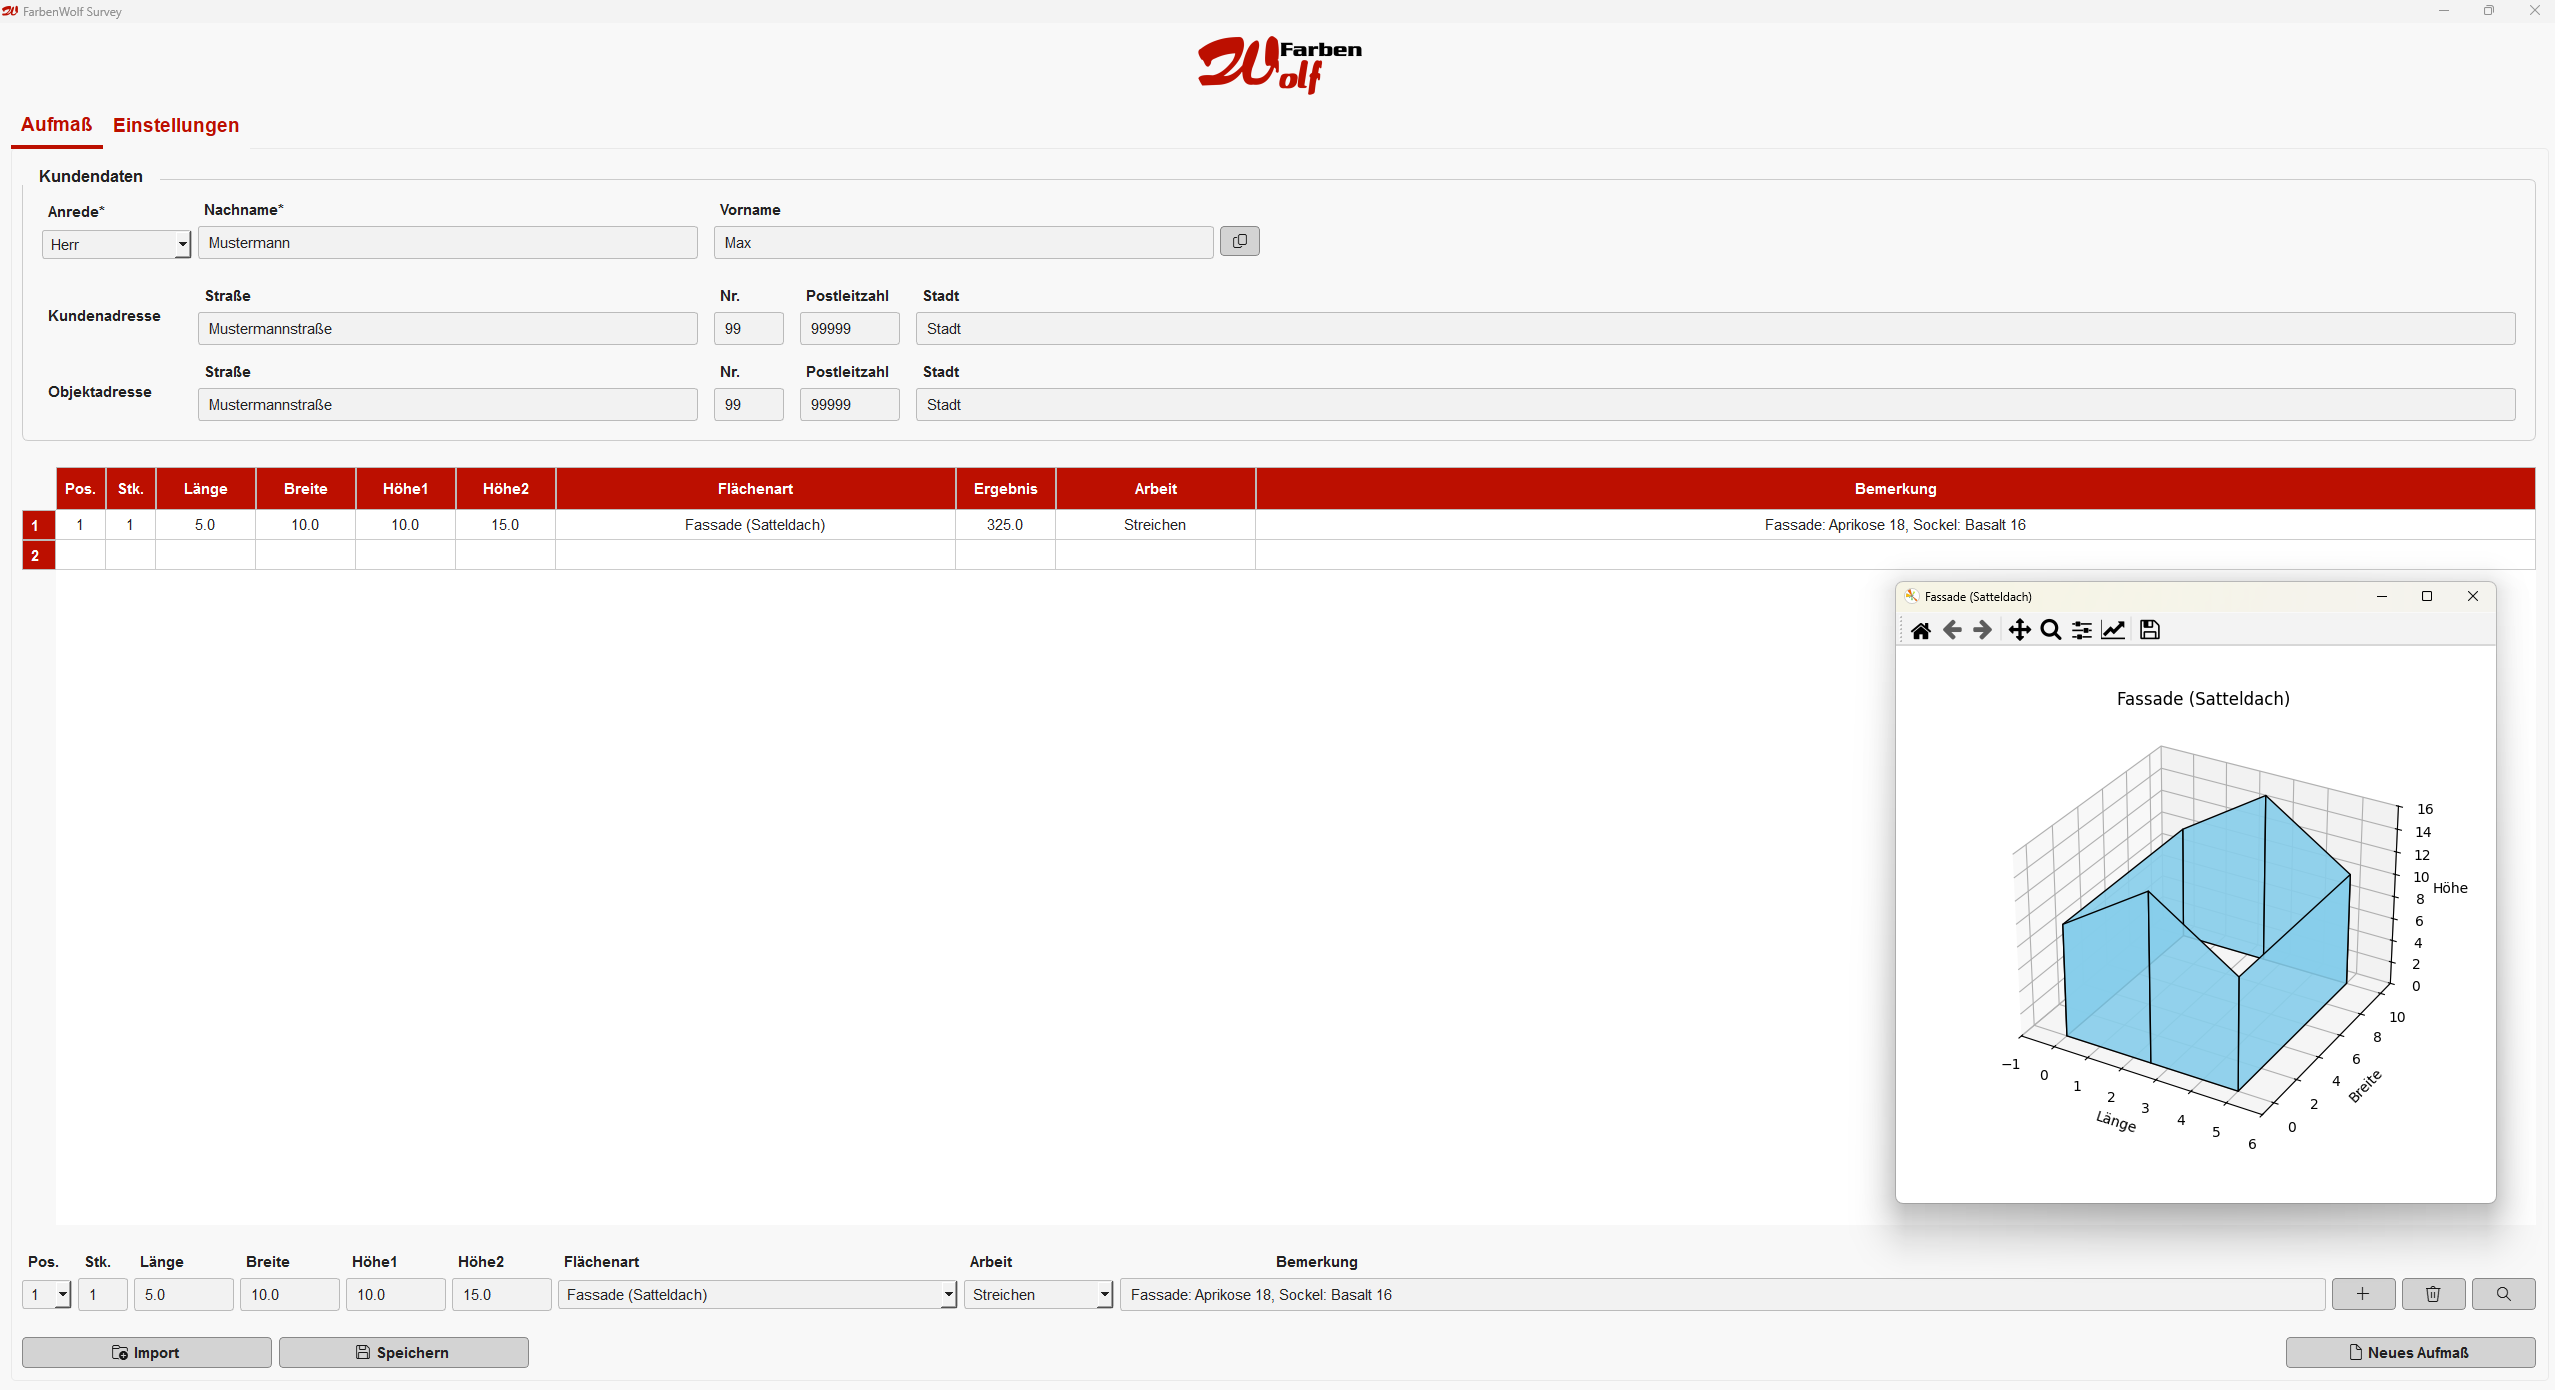 FarbenWolf Survey
Farben
Wolf
Aufmaß Einstellungen
Kundendaten
Anrede* Nachname* Vorname
Herr Mustermann Max
Straße Nr. Postleitzahl Stadt
Kundenadresse
Mustermannstraße 99 99999 Stadt
Straße Nr. Postleitzahl Stadt
Objektadresse
Mustermannstraße 99 99999 Stadt
Pos. Stk. Länge Breite Höhe1 Höhe2 Flächenart Ergebnis Arbeit Bemerkung
1 1 1 5.0 10.0 10.0 15.0 Fassade (Satteldach) 325.0 Streichen Fassade: Aprikose 18, Sockel: Basalt 16
2
Fassade (Satteldach)
Fassade (Satteldach)
16
14
12
10
8
6
4
2
0
Höhe
10
8
6
4
2
0
Breite
−1 0 1 2 3 4 5 6
Länge
Pos. Stk. Länge Breite Höhe1 Höhe2 Flächenart Arbeit Bemerkung
1 1 5.0 10.0 10.0 15.0 Fassade (Satteldach) Streichen Fassade: Aprikose 18, Sockel: Basalt 16
Import Speichern Neues Aufmaß